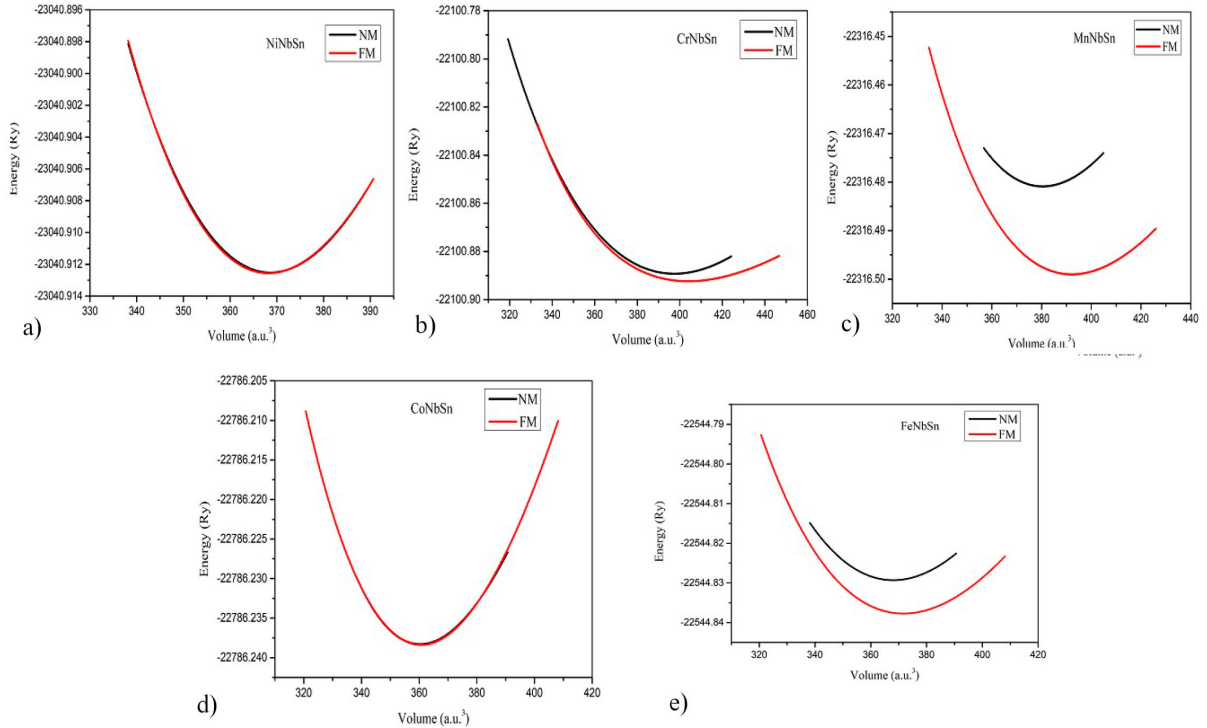 -23040.896
-23040.898
-23040.900
-23040.902
-23040.904
-23040.906
-23040.908
-23040.910
-23040.912
-23040.914
Energy (Ry)
NiNbSn
NM
FM
330 340 350 360 370 380 390
Volume (a.u.³)
a)
-22100.78
-22100.80
-22100.82
-22100.84
-22100.86
-22100.88
-22100.90
Energy (Ry)
CrNbSn
NM
FM
320 340 360 380 400 420 440 460
Volume (a.u.³)
b)
-22316.45
-22316.46
-22316.47
-22316.48
-22316.49
-22316.50
Energy (Ry)
MnNbSn
NM
FM
320 340 360 380 400 420 440
Volume (a.u.³)
c)
-22786.205
-22786.210
-22786.215
-22786.220
-22786.225
-22786.230
-22786.235
-22786.240
Energy (Ry)
CoNbSn
NM
FM
320 340 360 380 400 420
Volume (a.u.³)
d)
-22544.79
-22544.80
-22544.81
-22544.82
-22544.83
-22544.84
Energy (Ry)
FeNbSn
NM
FM
320 340 360 380 400 420
Volume (a.u.³)
e)